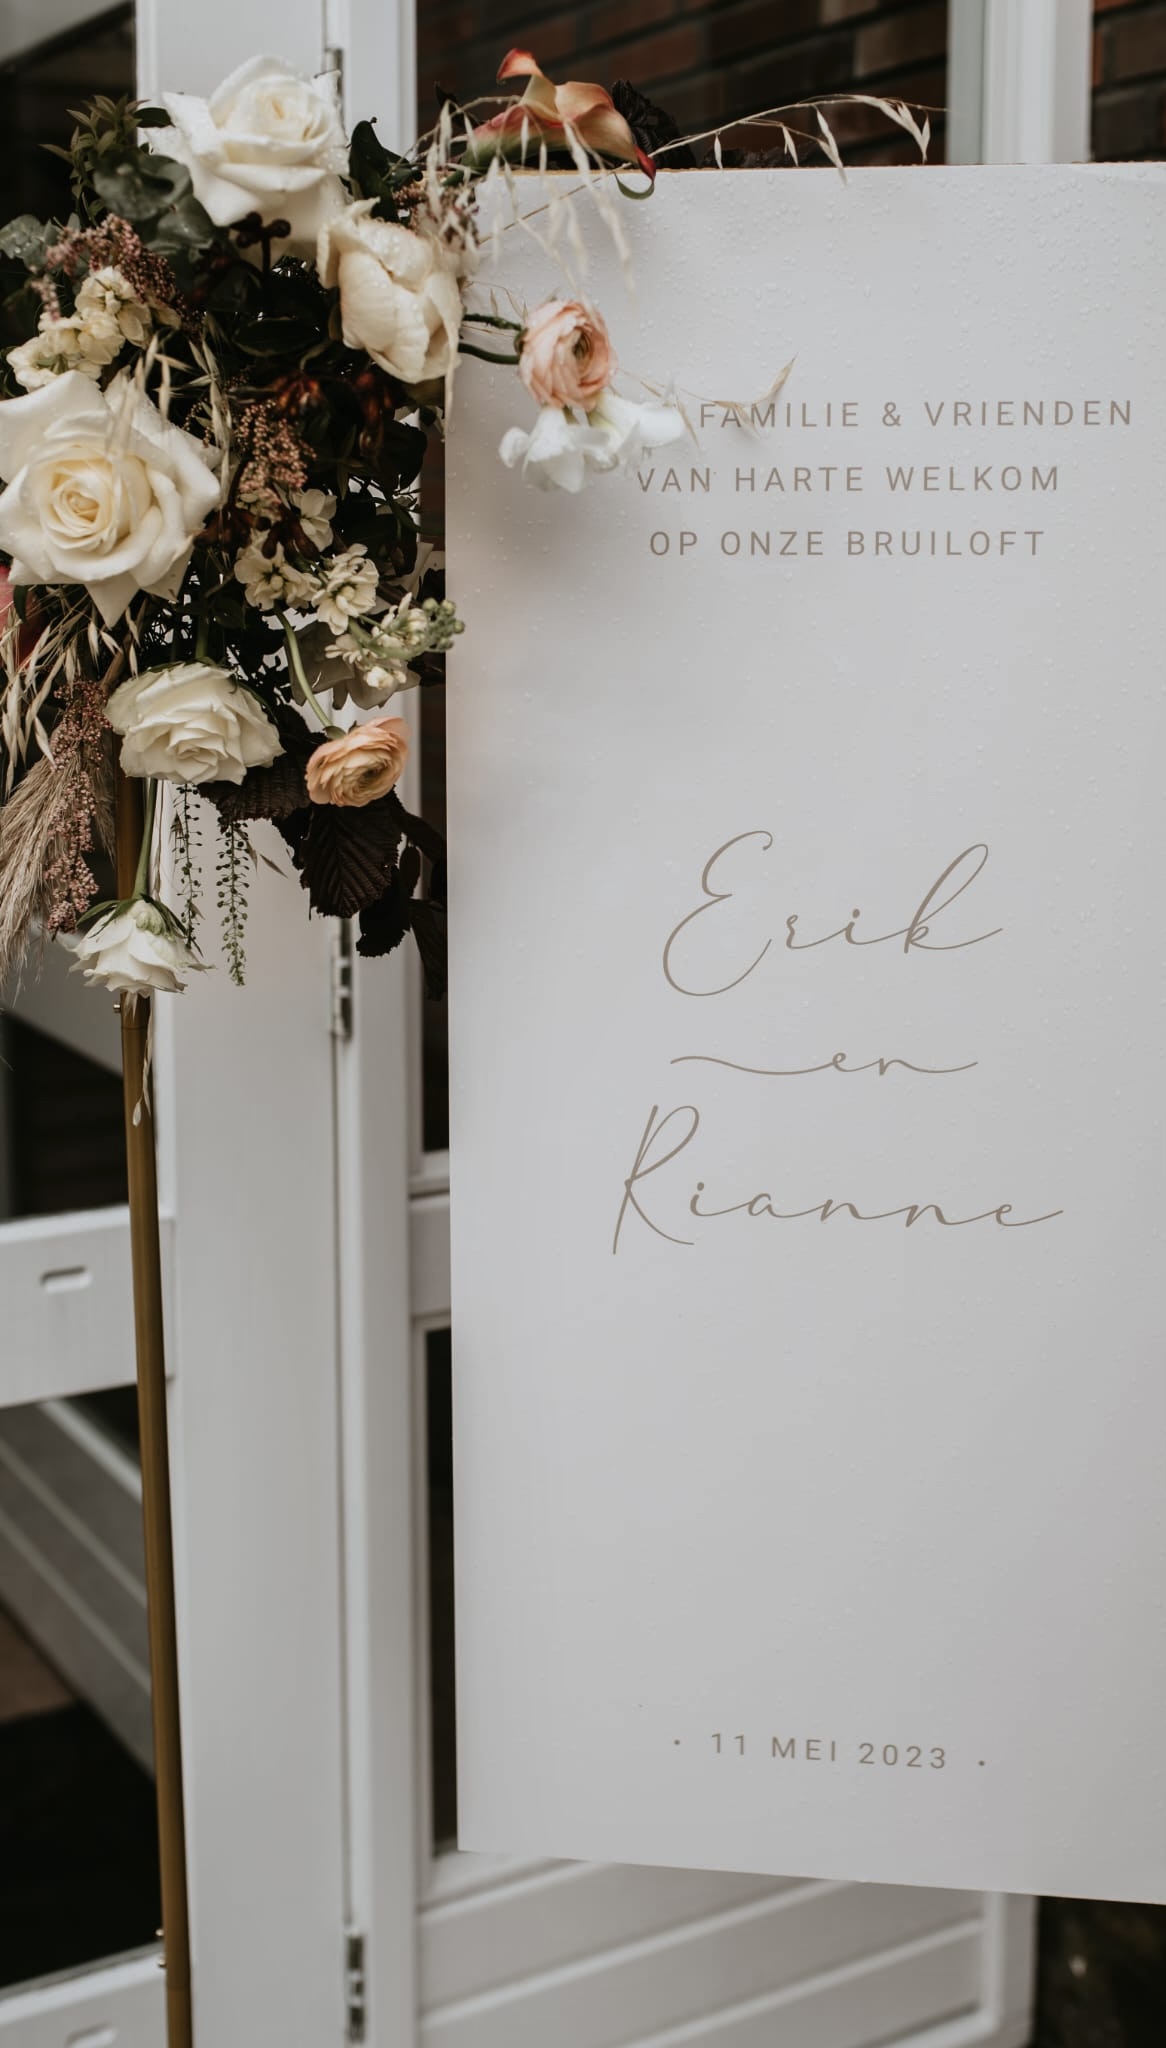 FAMILIE & VRIENDEN
VAN HARTE WELKOM
OP ONZE BRUILOFT
Erik
en
Rianne
• 11 MEI 2023 •